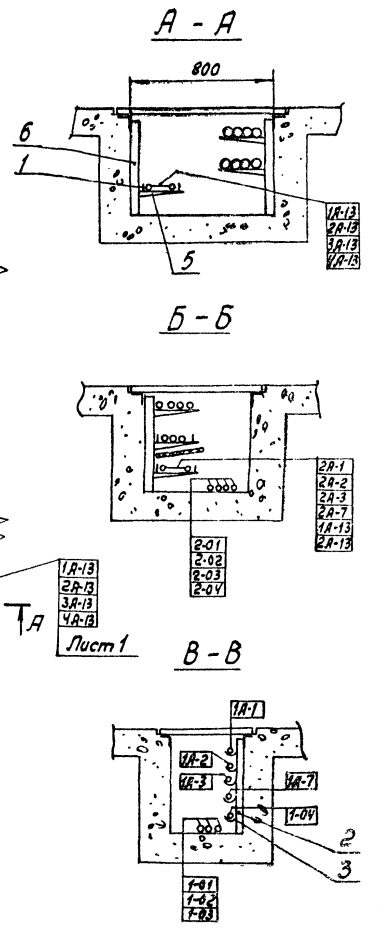 А - А
800
6
1
5
1А-13
2А-13
3А-13
4А-13
Б - Б
2А-1
2А-2
2А-3
2А-7
1А-13
2А-13
2-01
2-02
2-03
2-04
1А-13
2А-13
3А-13
4А-13
Лист 1
А
В - В
1А-1
1А-2
1А-3
1А-7
1-04
2
3
1-01
1-02
1-03